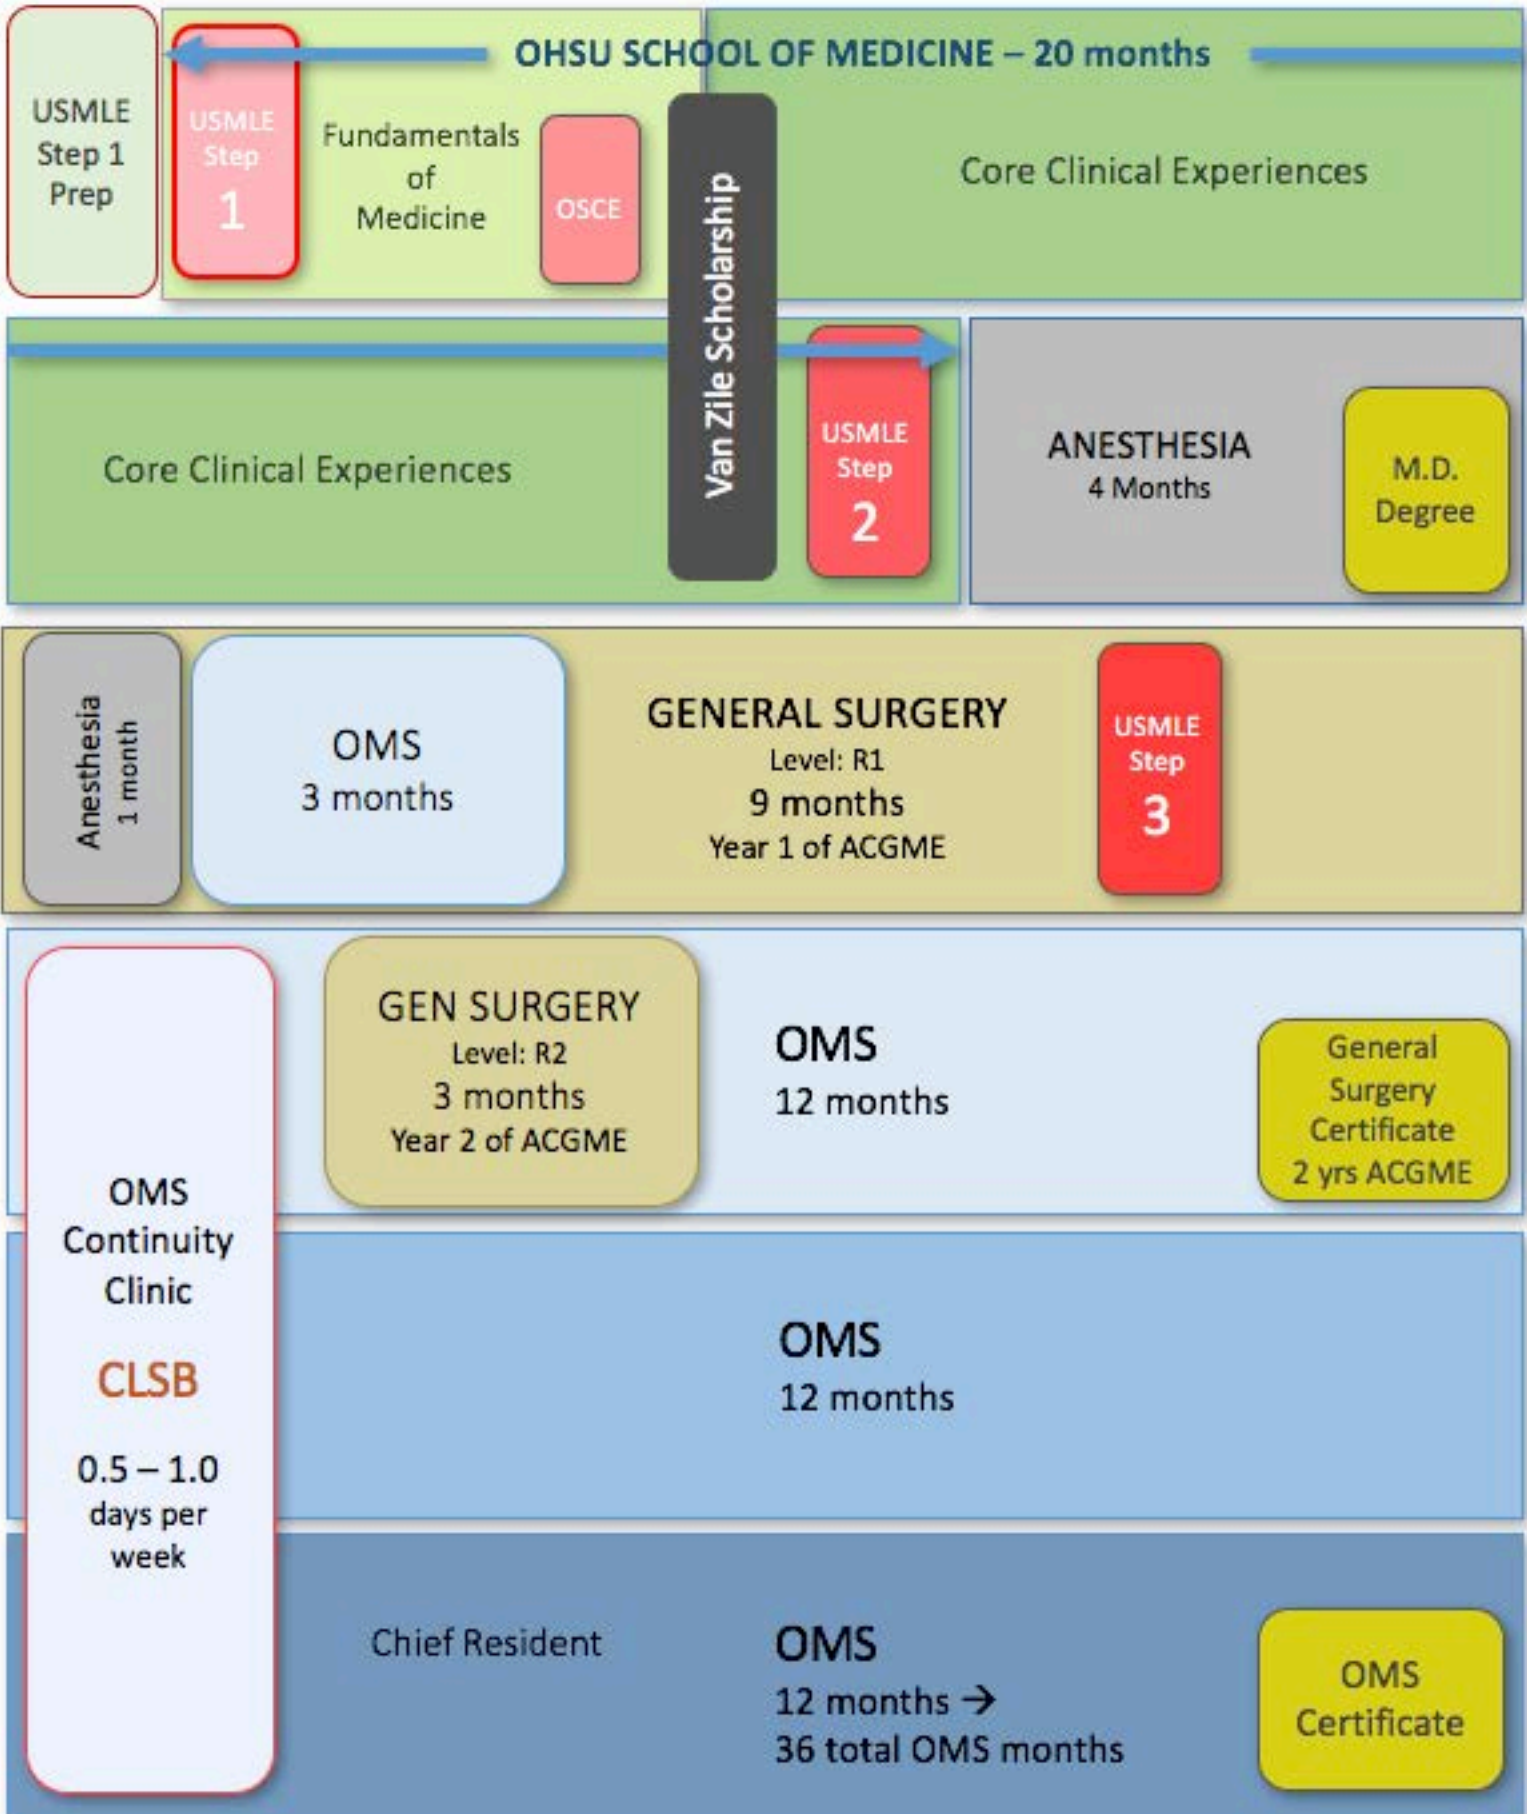 OHSU SCHOOL OF MEDICINE – 20 months
USMLE
Step 1
Prep
USMLE
Step
1
Fundamentals
of
Medicine
OSCE
Van Zile Scholarship
Core Clinical Experiences
Core Clinical Experiences
USMLE
Step
2
ANESTHESIA
4 Months
M.D.
Degree
Anesthesia
1 month
OMS
3 months
GENERAL SURGERY
Level: R1
9 months
Year 1 of ACGME
USMLE
Step
3
OMS
Continuity
Clinic
CLSB
0.5 – 1.0
days per
week
GEN SURGERY
Level: R2
3 months
Year 2 of ACGME
OMS
12 months
General
Surgery
Certificate
2 yrs ACGME
OMS
12 months
Chief Resident
OMS
12 months →
36 total OMS months
OMS
Certificate